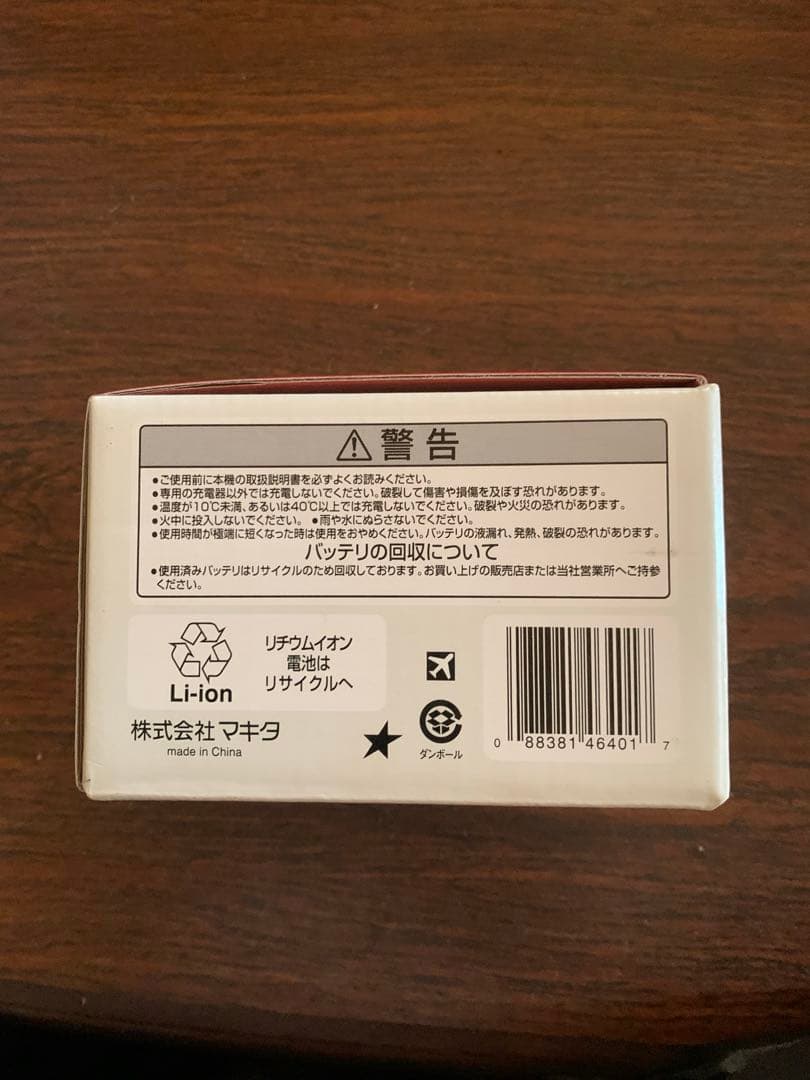 警告
●ご使用前に本機の取扱説明書を必ずよくお読みください。
●専用の充電器以外では充電しないでください。破裂して傷害や損傷を及ぼす恐れがあります。
●温度が10℃未満、あるいは40℃以上では充電しないでください。破裂や火災の恐れがあります。
●火中に投入しないでください。 ●雨や水にぬらさないでください。
●使用時間が極端に短くなった時は使用をおやめください。バッテリの液漏れ、発熱、破裂の恐れがあります。
バッテリの回収について
●使用済みバッテリはリサイクルのため回収しております。お買い上げの販売店または当社営業所へご持参
ください。
リチウムイオン
電池は
リサイクルへ
Li-ion
株式会社マキタ
made in China
ダンボール
0 88381 46401 7